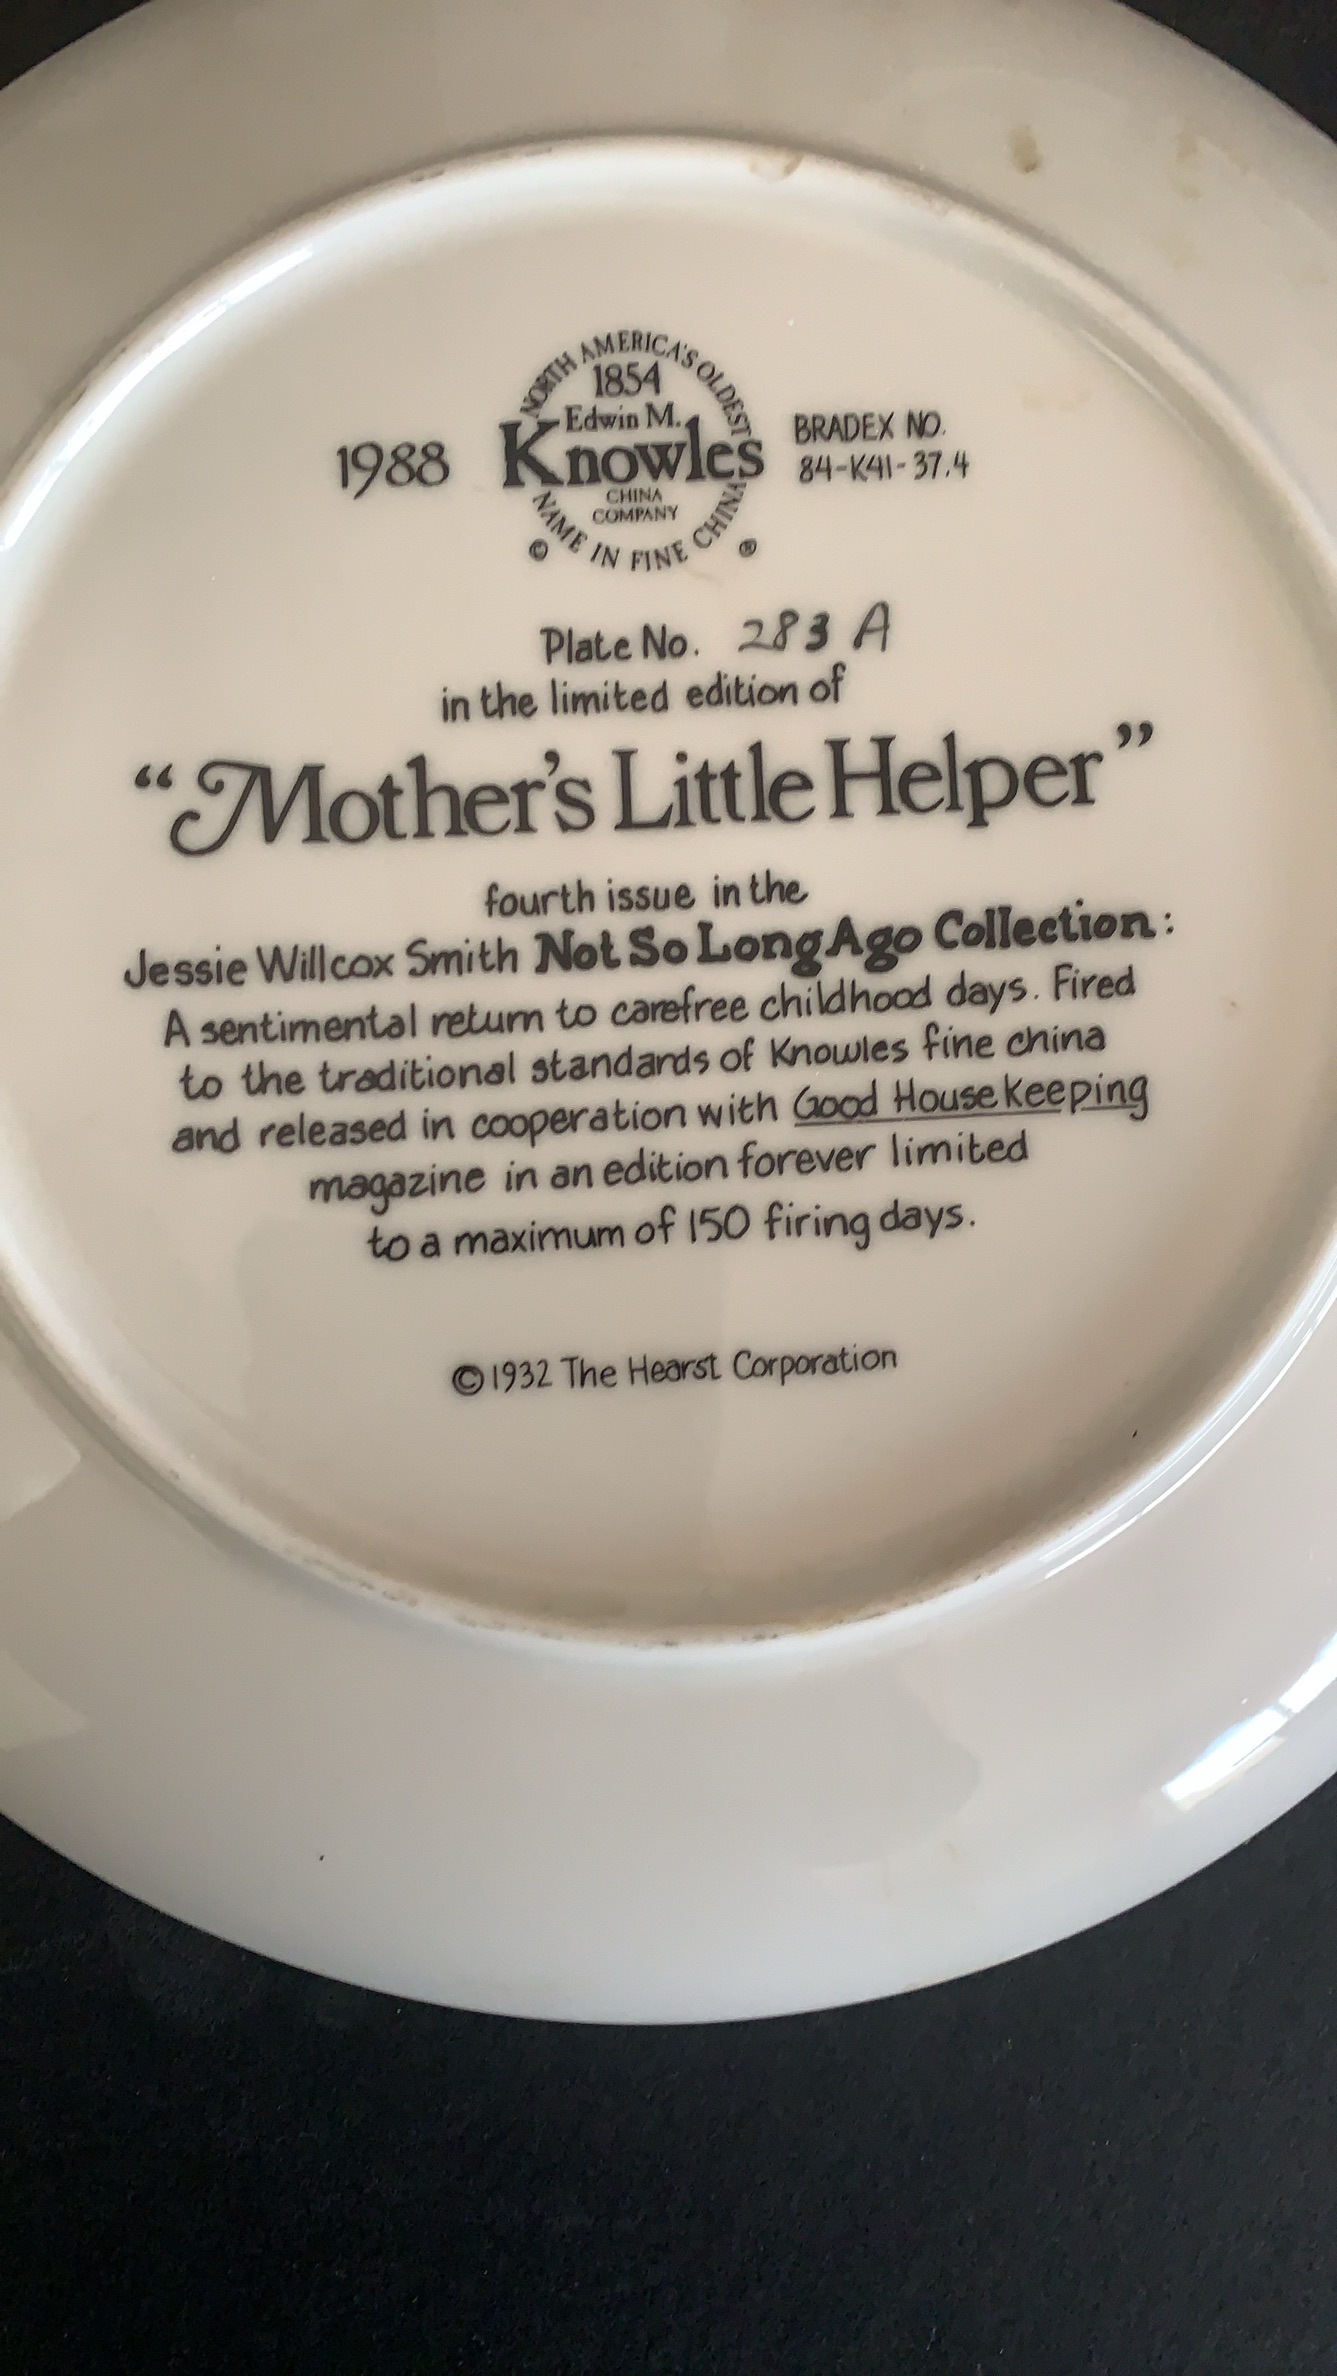 NORTH AMERICA'S OLDEST
1854
Edwin M.
1988 Knowles BRADEX NO.
84-K41-37.4
CHINA
COMPANY
© NAME IN FINE CHINA ®
Plate No. 283 A
in the limited edition of
“Mother's Little Helper”
fourth issue in the
Jessie Willcox Smith Not So Long Ago Collection:
A sentimental return to carefree childhood days. Fired
to the traditional standards of Knowles fine china
and released in cooperation with Good Housekeeping
magazine in an edition forever limited
to a maximum of 150 firing days.
©1932 The Hearst Corporation